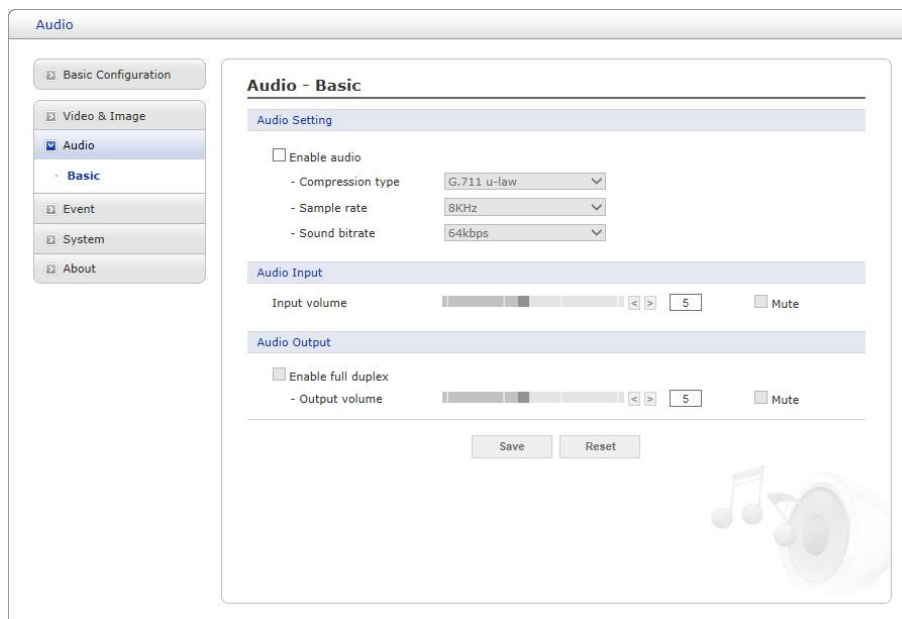 Audio
Basic Configuration
Video & Image
Audio
· Basic
Event
System
About
Audio - Basic
Audio Setting
Enable audio
- Compression type G.711 u-law
- Sample rate 8KHz
- Sound bitrate 64kbps
Audio Input
Input volume < > 5 Mute
Audio Output
Enable full duplex
- Output volume < > 5 Mute
Save Reset